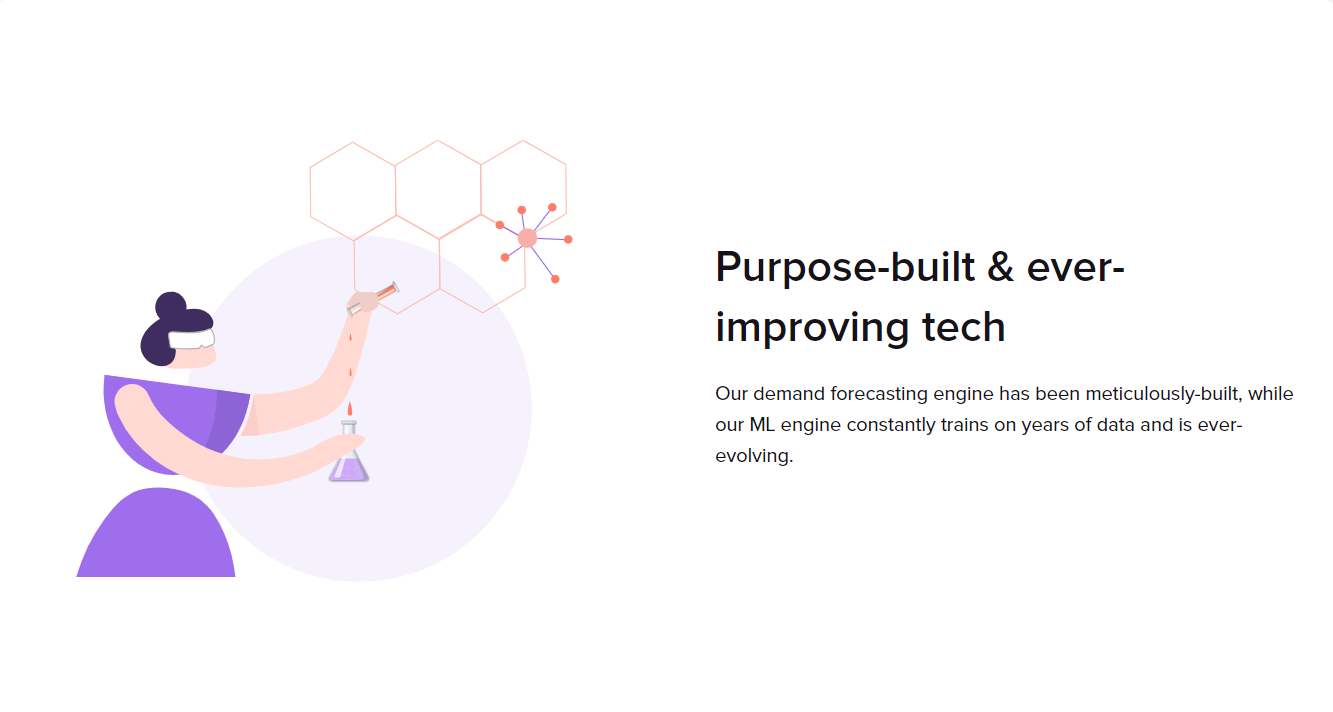 Purpose-built & ever-
improving tech
Our demand forecasting engine has been meticulously-built, while
our ML engine constantly trains on years of data and is ever-
evolving.